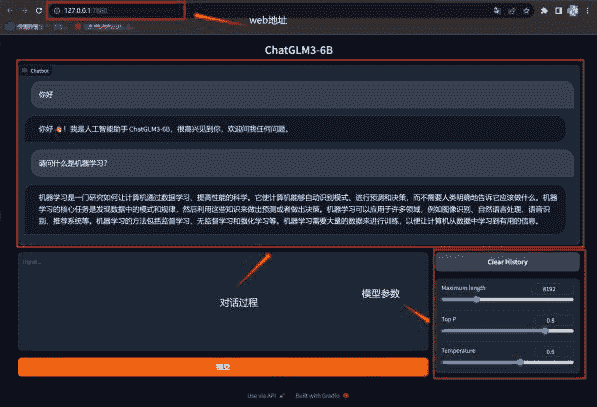 127.0.0.1:7860
web地址
ChatGLM3-6B
Chatbot
你好
你好👋！我是人工智能助手 ChatGLM3-6B，很高兴见到你，欢迎问我任何问题。
请问什么是机器学习?
机器学习是一门研究如何让计算机通过数据学习、提高性能的科学。它使计算机能够自动识别模式、进行预测和决策，而不需要人类明确地告诉它应该做什么。机器
学习的核心任务是发现数据中的模式和规律，然后利用这些知识来做出预测或者做出决策。机器学习可以应用于许多领域，例如图像识别、自然语言处理、语音识
别、推荐系统等。机器学习的方法包括监督学习、无监督学习和强化学习等。机器学习需要大量的数据来进行训练，以便让计算机从数据中学习到有用的信息。
Input...
对话过程
提交
Clear History
模型参数
Maximum length
8192
Top P
0.8
Temperature
0.6
Use via API
Built with Gradio